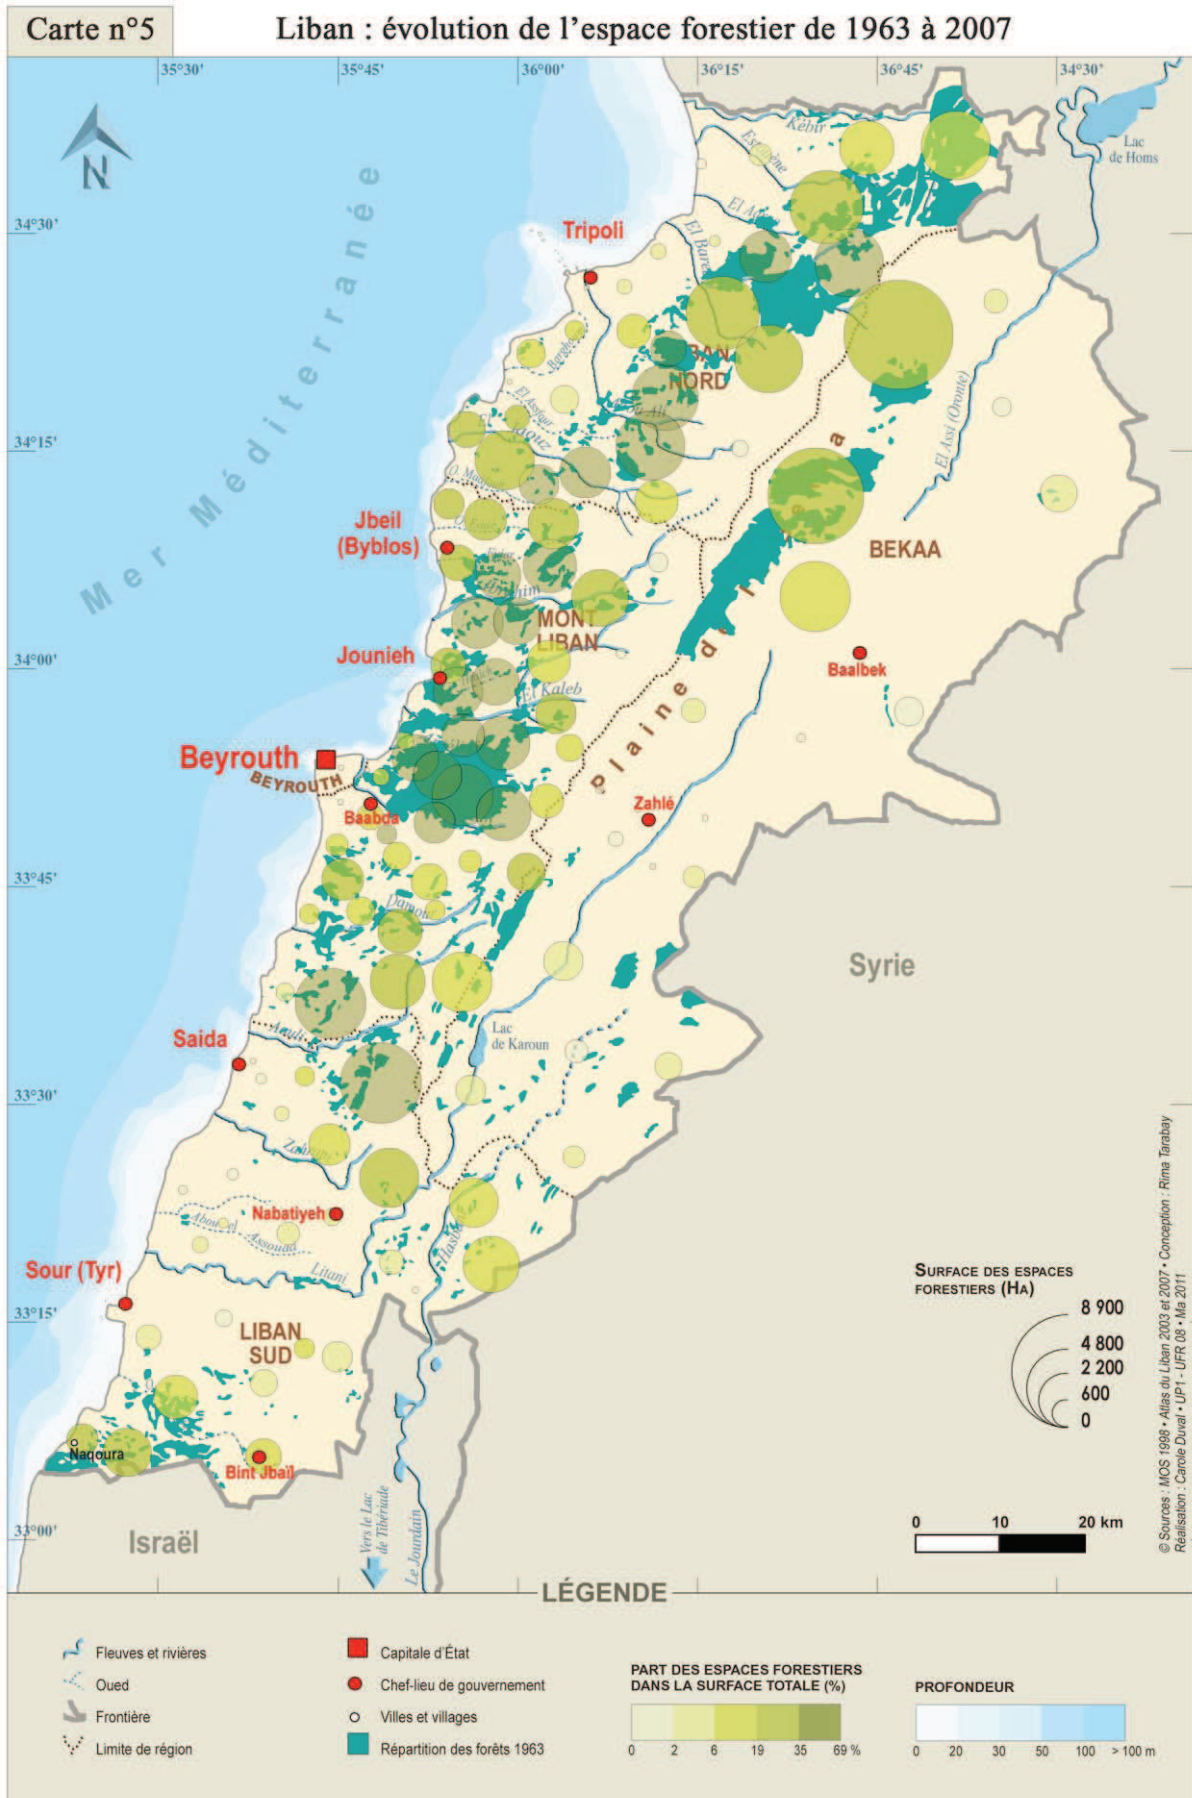 Carte n°5
Liban : évolution de l'espace forestier de 1963 à 2007
35°30'
35°45'
36°00'
36°15'
36°45'
34°30'
N
Kébir
Lac
de Homs
Mer Méditerranée
34°30'
Tripoli
LIBAN
NORD
El Assi (Oronte)
34°15'
Jbeil
(Byblos)
BEKAA
MONT
LIBAN
Plaine de la
34°00'
Jounieh
Baalbek
El Kaleb
Beyrouth
BEYROUTH
Baabda
Zahlé
33°45'
Damour
Syrie
Saida
Aouli
Lac
de Karoun
33°30'
Zahrani
Nabatiyeh
Abou el
Assouad
Hasbani
Sour (Tyr)
Litani
33°15'
LIBAN
SUD
SURFACE DES ESPACES
FORESTIERS (HA)
8 900
4 800
2 200
600
0
Naqoura
Bint Jbaïl
33°00'
Israël
Vers le Lac
de Tibériade
Le Jourdain
0 10 20 km
© Sources : MOS 1998 • Atlas du Liban 2003 et 2007 • Conception : Rima Tarabay
Réalisation : Carole Duval • UP1 - UFR 08 • Ma 2011
LÉGENDE
Fleuves et rivières
Oued
Frontière
Limite de région
Capitale d'État
Chef-lieu de gouvernement
Villes et villages
Répartition des forêts 1963
PART DES ESPACES FORESTIERS
DANS LA SURFACE TOTALE (%)
0 2 6 19 35 69 %
PROFONDEUR
0 20 30 50 100 > 100 m